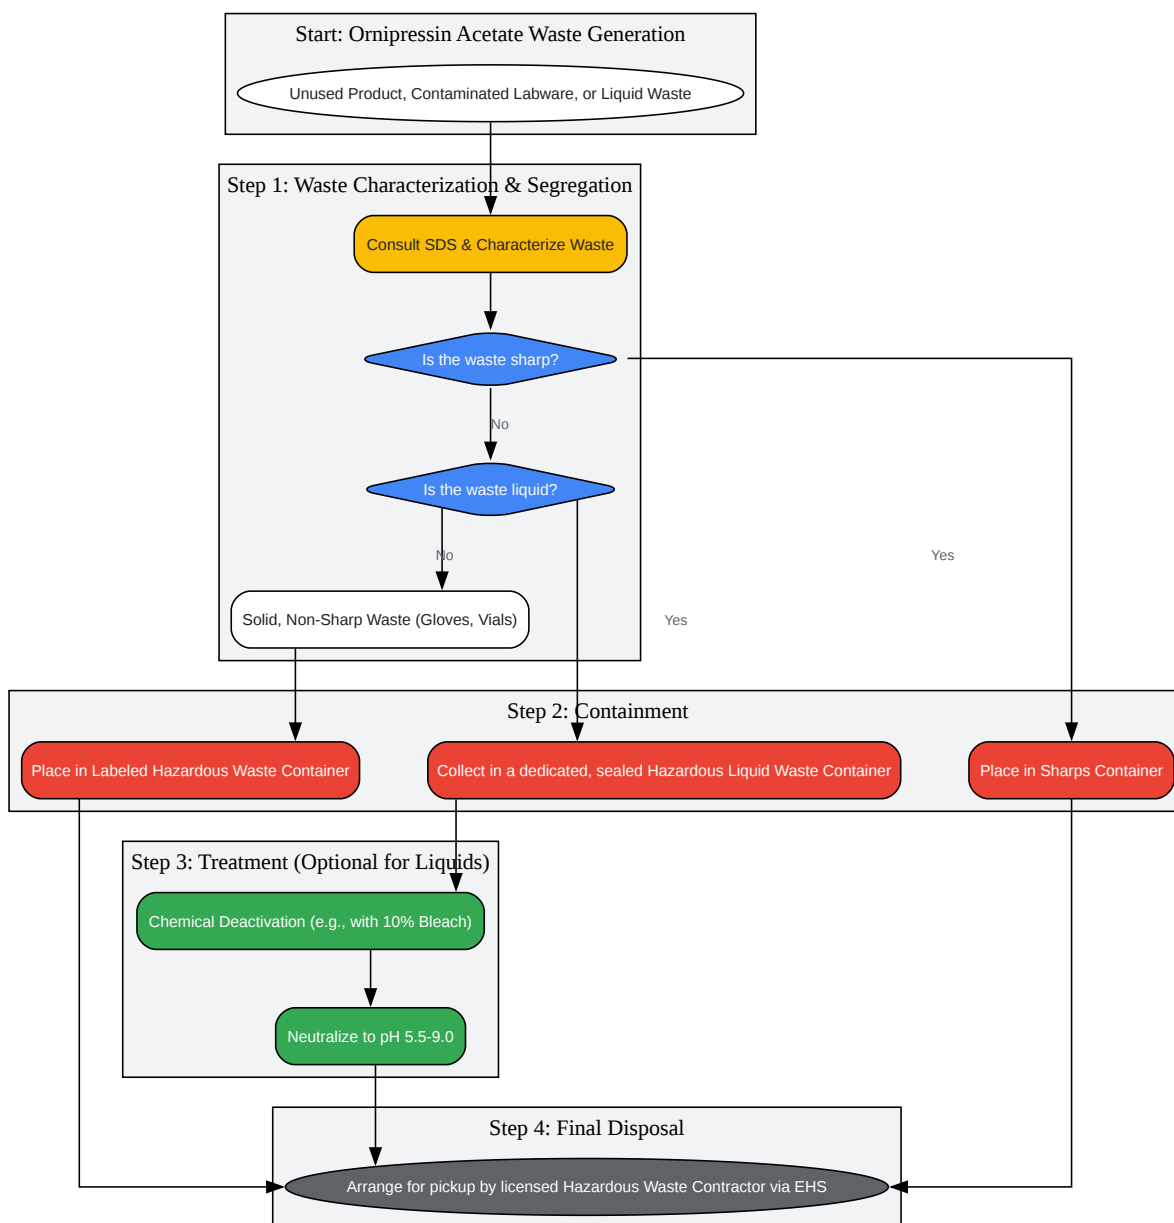 Start: Ornipressin Acetate Waste Generation
Unused Product, Contaminated Labware, or Liquid Waste
Step 1: Waste Characterization & Segregation
Consult SDS & Characterize Waste
Is the waste sharp?
No
Is the waste liquid?
No
Yes
Solid, Non-Sharp Waste (Gloves, Vials)
Yes
Step 2: Containment
Place in Labeled Hazardous Waste Container
Collect in a dedicated, sealed Hazardous Liquid Waste Container
Place in Sharps Container
Step 3: Treatment (Optional for Liquids)
Chemical Deactivation (e.g., with 10% Bleach)
Neutralize to pH 5.5-9.0
Step 4: Final Disposal
Arrange for pickup by licensed Hazardous Waste Contractor via EHS